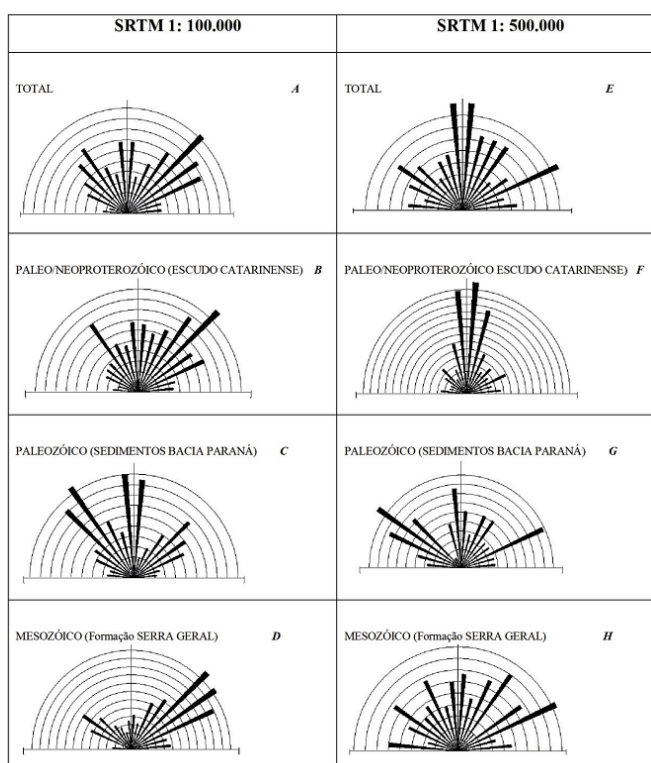 SRTM 1: 100.000
SRTM 1: 500.000
TOTAL A
TOTAL E
PALEO/NEOPROTEROZÓICO (ESCUDO CATARINENSE) B
PALEO/NEOPROTEROZÓICO ESCUDO CATARINENSE) F
PALEOZÓICO (SEDIMENTOS BACIA PARANÁ) C
PALEOZÓICO (SEDIMENTOS BACIA PARANÁ) G
MESOZÓICO (Formação SERRA GERAL) D
MESOZÓICO (Formação SERRA GERAL) H